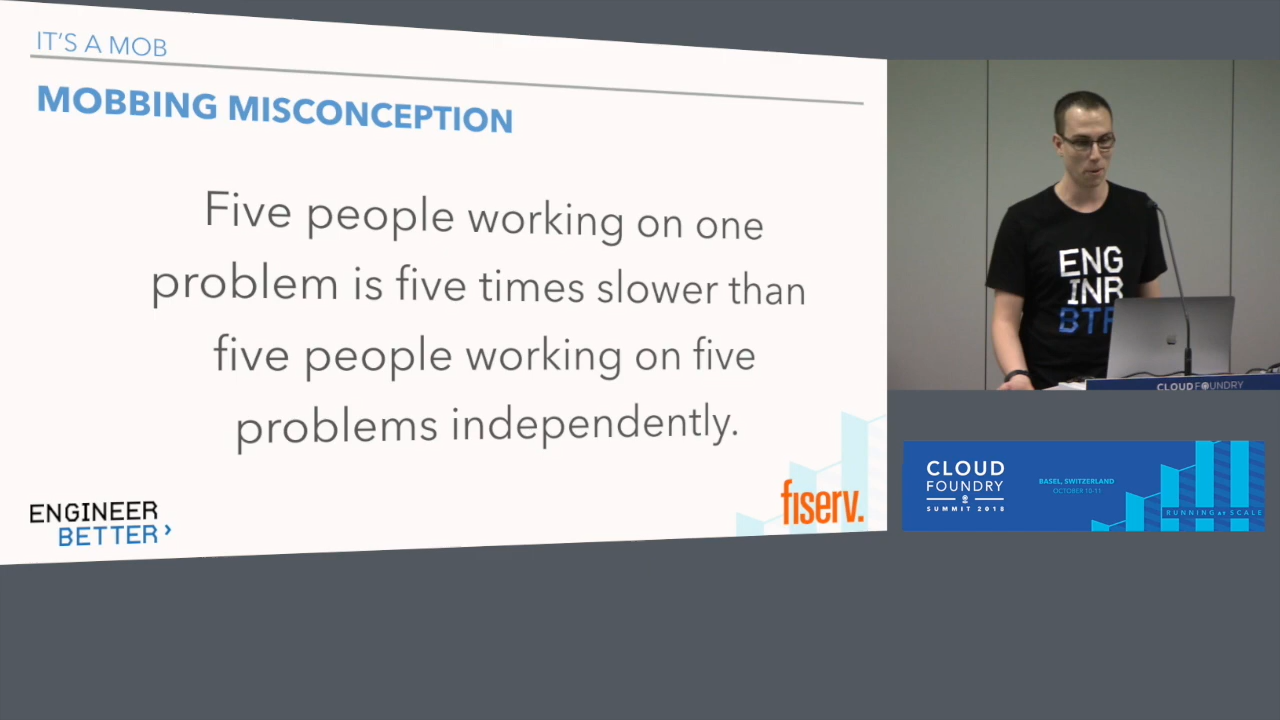 IT'S A MOB
MOBBING MISCONCEPTION
Five people working on one
problem is five times slower than
five people working on five
problems independently.
ENGINEER
BETTER
fiserv.
ENG
INR
CLOUD FOUNDRY
CLOUD
FOUNDRY
SUMMIT 2018
BASEL, SWITZERLAND
OCTOBER 10-11
RUNNING at SCALE